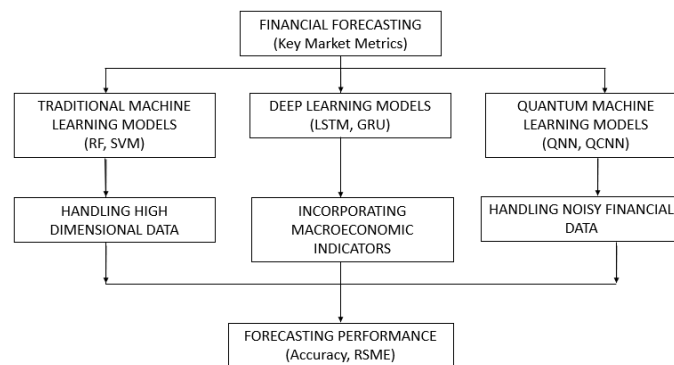 FINANCIAL FORECASTING
(Key Market Metrics)
TRADITIONAL MACHINE
LEARNING MODELS
(RF, SVM)
DEEP LEARNING MODELS
(LSTM, GRU)
QUANTUM MACHINE
LEARNING MODELS
(QNN, QCNN)
HANDLING HIGH
DIMENSIONAL DATA
INCORPORATING
MACROECONOMIC
INDICATORS
HANDLING NOISY FINANCIAL
DATA
FORECASTING PERFORMANCE
(Accuracy, RSME)